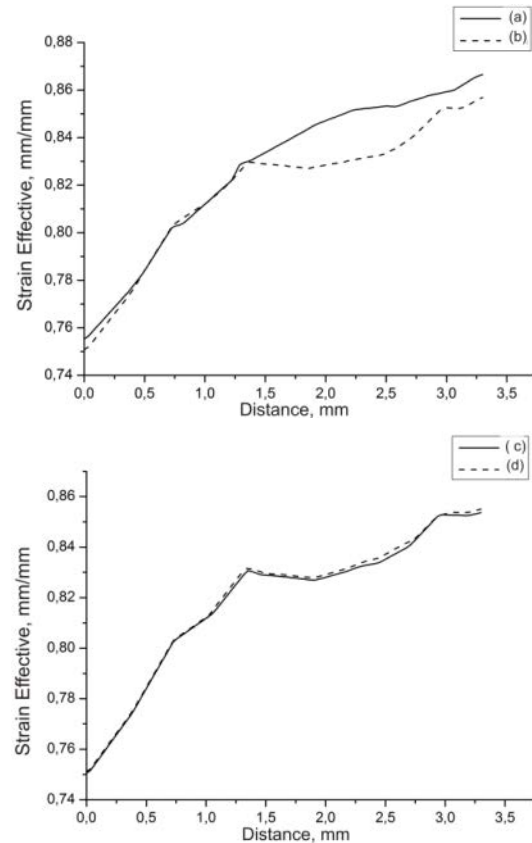 (a)
(b)
0,88
0,86
0,84
0,82
0,80
0,78
0,76
0,74
Strain Effective, mm/mm
0,0 0,5 1,0 1,5 2,0 2,5 3,0 3,5
Distance, mm
( c)
(d)
0,86
0,84
0,82
0,80
0,78
0,76
0,74
Strain Effective, mm/mm
0,0 0,5 1,0 1,5 2,0 2,5 3,0 3,5
Distance, mm